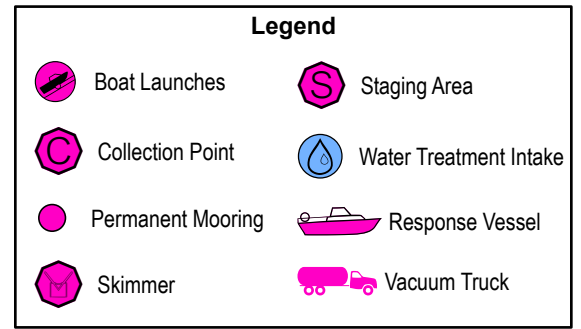 Legend
Boat Launches
S
Staging Area
C
Collection Point
Water Treatment Intake
Permanent Mooring
Response Vessel
Skimmer
Vacuum Truck